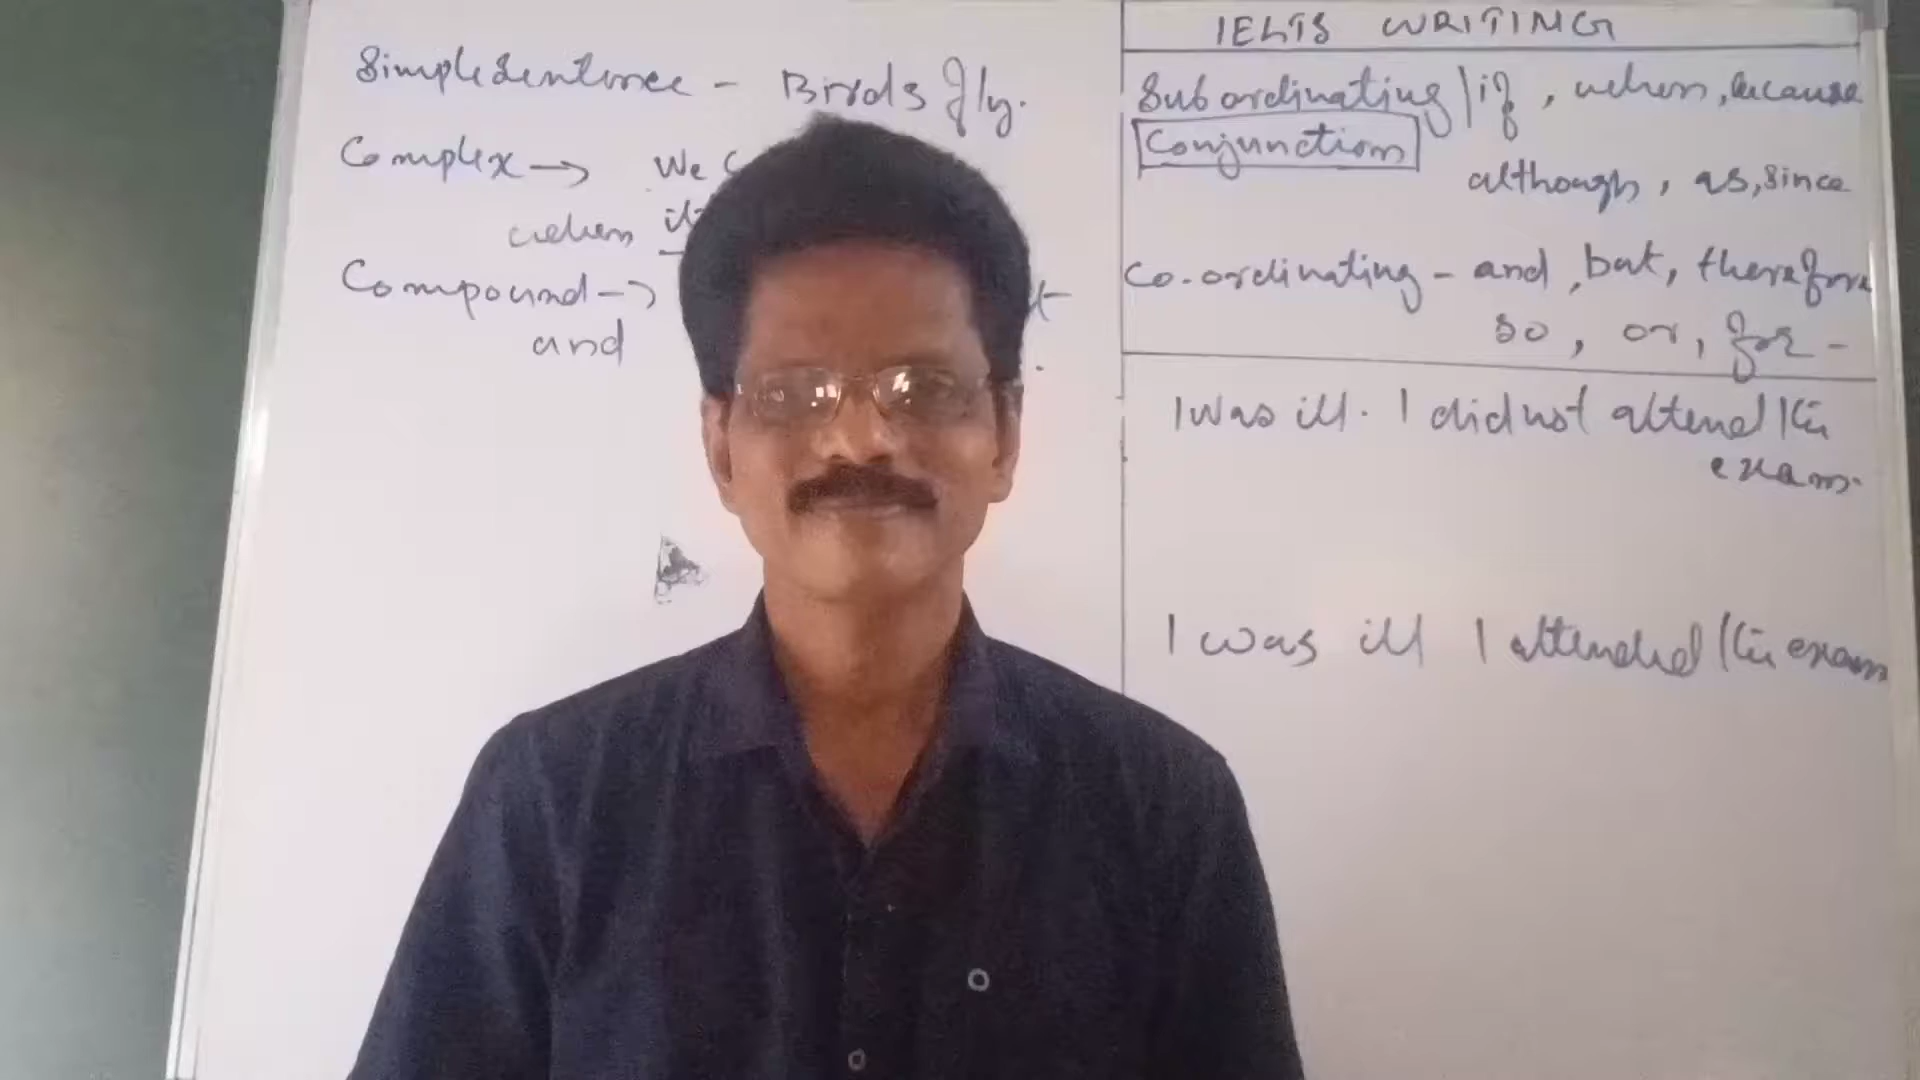 Simple Sentence - Birds fly.
Complex → We
when it
Compound →
and
IELTS WRITING
Subordinating / if, when, because
Conjunction
although, as, since
Co-ordinating - and, but, therefore
so, or, for -
I was ill. I did not attend the
exam.
I was ill I attended the exam